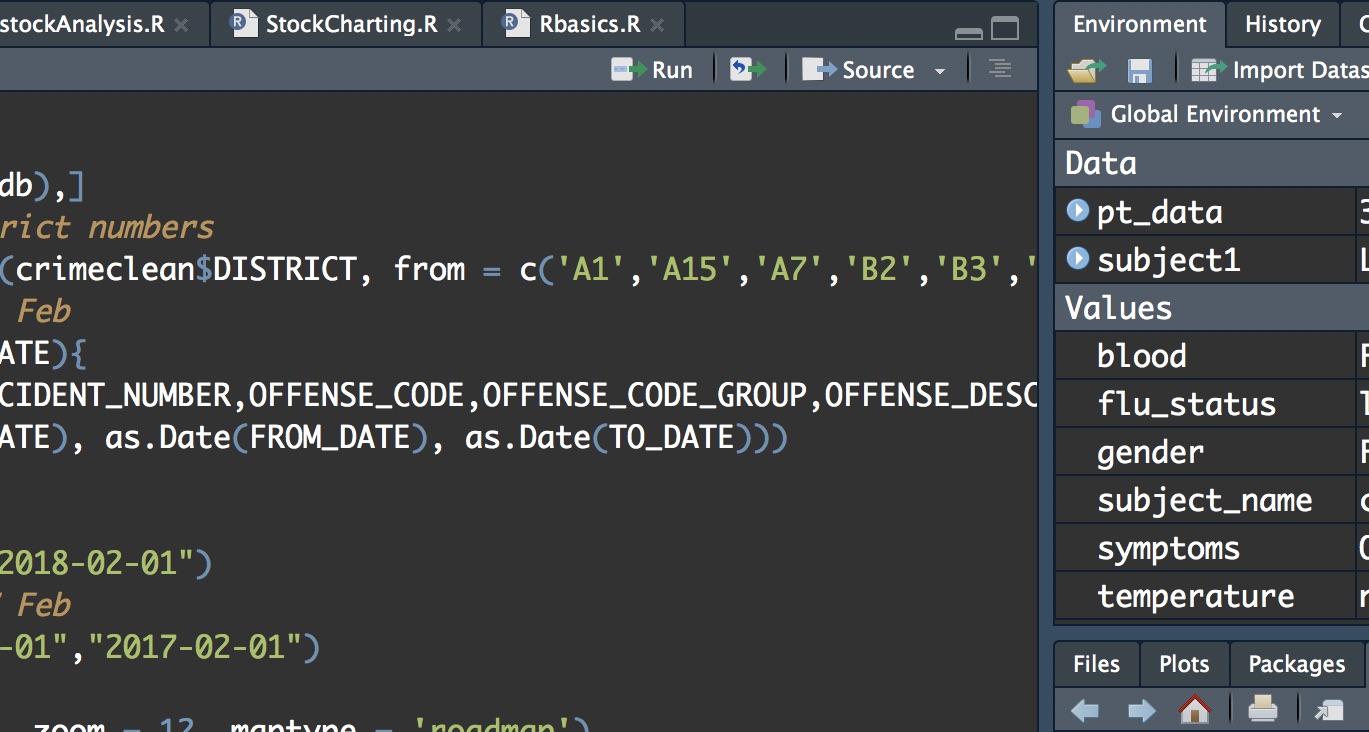 stockAnalysis.R
StockCharting.R
Rbasics.R
Run
Source
db),]
rict numbers
(crimeclean$DISTRICT, from = c('A1','A15','A7','B2','B3','
Feb
ATE){
CIDENT_NUMBER,OFFENSE_CODE,OFFENSE_CODE_GROUP,OFFENSE_DESC
ATE), as.Date(FROM_DATE), as.Date(TO_DATE)))
2018-02-01")
Feb
-01","2017-02-01")
zoom = 12, maptype = 'roadmap')
Environment
History
Import Datas
Global Environment
Data
pt_data 3
subject1 L
Values
blood F
flu_status
gender F
subject_name c
symptoms
temperature
Files
Plots
Packages